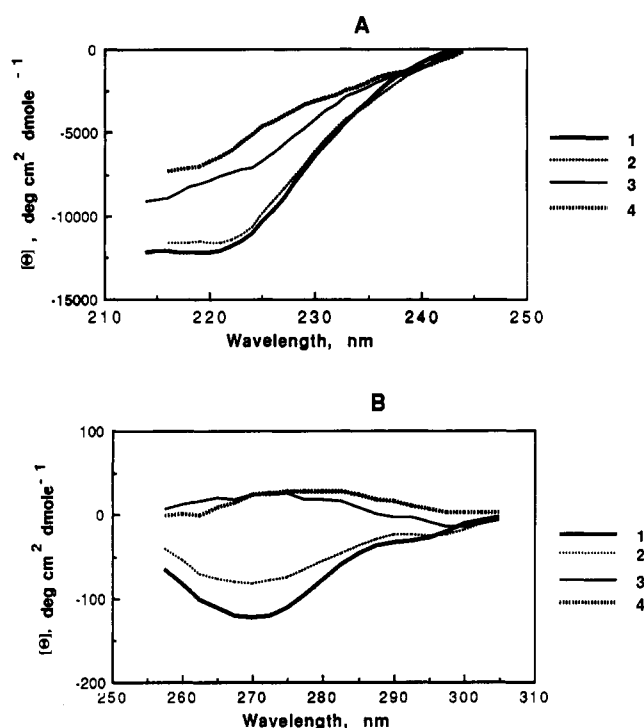 A
0
-5000
-10000
-15000
210 220 230 240 250
Wavelength, nm
[Θ] , deg cm² dmole⁻¹
1
2
3
4
B
100
0
-100
-200
250 260 270 280 290 300 310
Wavelength, nm
[Θ], deg cm² dmole⁻¹
1
2
3
4